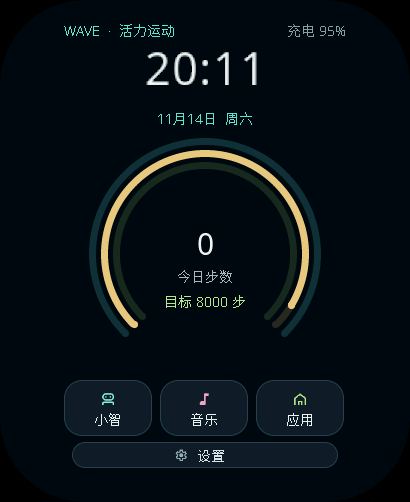 WAVE · 活力运动 充电 95%
20:11
11月14日 周六
0
今日步数
目标 8000 步
小智 音乐 应用
设置